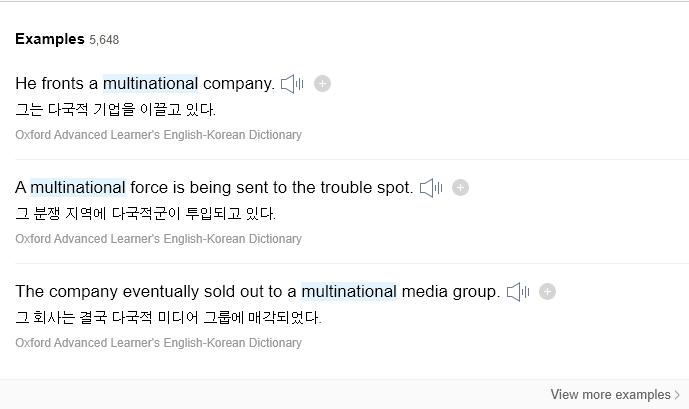 Examples 5,648
He fronts a multinational company.
그는 다국적 기업을 이끌고 있다.
Oxford Advanced Learner's English-Korean Dictionary
A multinational force is being sent to the trouble spot.
그 분쟁 지역에 다국적군이 투입되고 있다.
Oxford Advanced Learner's English-Korean Dictionary
The company eventually sold out to a multinational media group.
그 회사는 결국 다국적 미디어 그룹에 매각되었다.
Oxford Advanced Learner's English-Korean Dictionary
View more examples